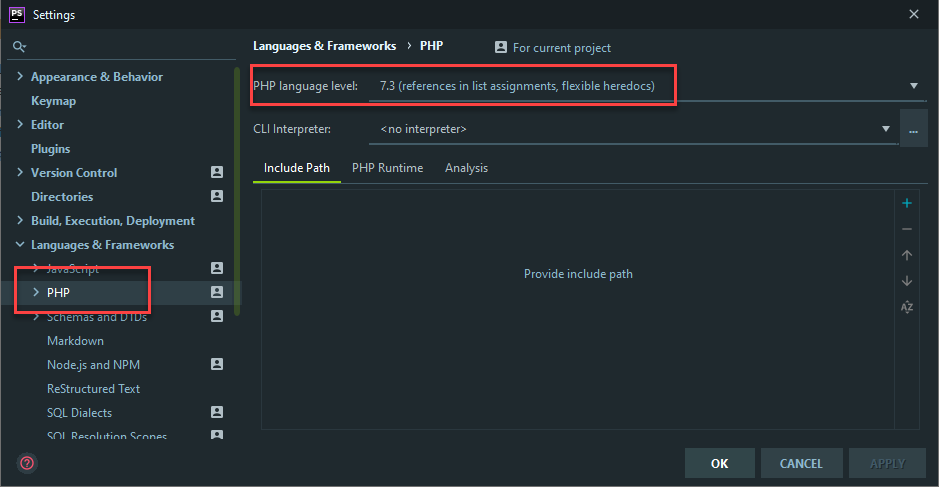 PS Settings
Languages & Frameworks > PHP For current project
Appearance & Behavior
PHP language level: 7.3 (references in list assignments, flexible heredocs)
Keymap
Editor
CLI Interpreter: <no interpreter> ...
Plugins
Version Control
Include Path PHP Runtime Analysis
Directories
Build, Execution, Deployment
Languages & Frameworks
JavaScript
Provide include path
PHP
Schemas and DTDs
Markdown
Node.js and NPM
ReStructured Text
SQL Dialects
SQL Resolution Scopes
OK CANCEL APPLY